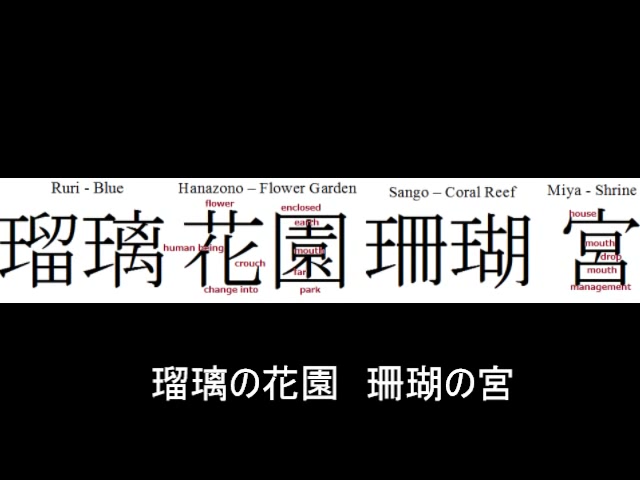 Ruri - Blue
Hanazono – Flower Garden
Sango – Coral Reef
Miya - Shrine
瑠璃 花園 珊瑚 宮
flower
human being
crouch
change into
enclosed
earth
mouth
far
park
house
mouth
drop
mouth
management
瑠璃の花園 珊瑚の宮